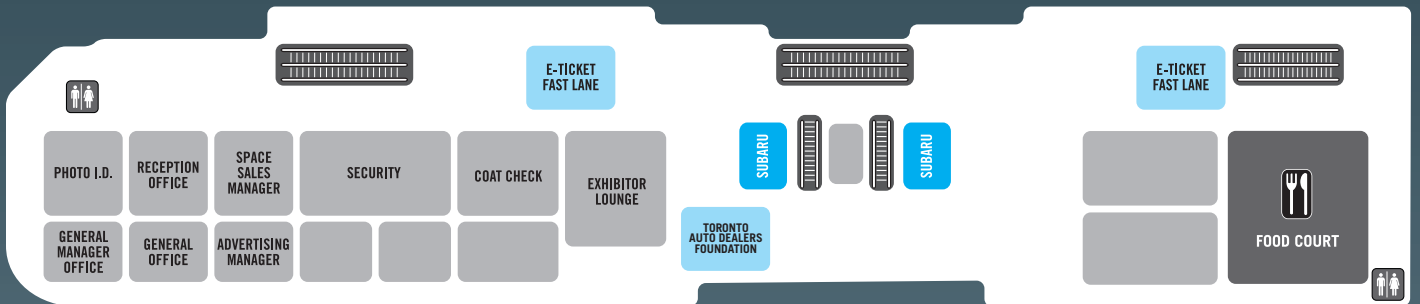 E-TICKET
FAST LANE
E-TICKET
FAST LANE
PHOTO I.D.
RECEPTION
OFFICE
SPACE
SALES
MANAGER
SECURITY
COAT CHECK
EXHIBITOR
LOUNGE
SUBARU
SUBARU
GENERAL
MANAGER
OFFICE
GENERAL
OFFICE
ADVERTISING
MANAGER
TORONTO
AUTO DEALERS
FOUNDATION
FOOD COURT